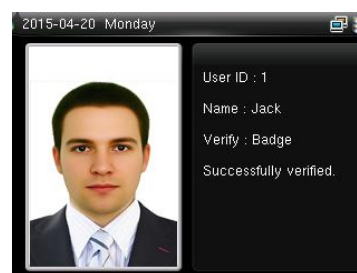 2015-04-20 Monday
User ID : 1
Name : Jack
Verify : Badge
Successfully verified.